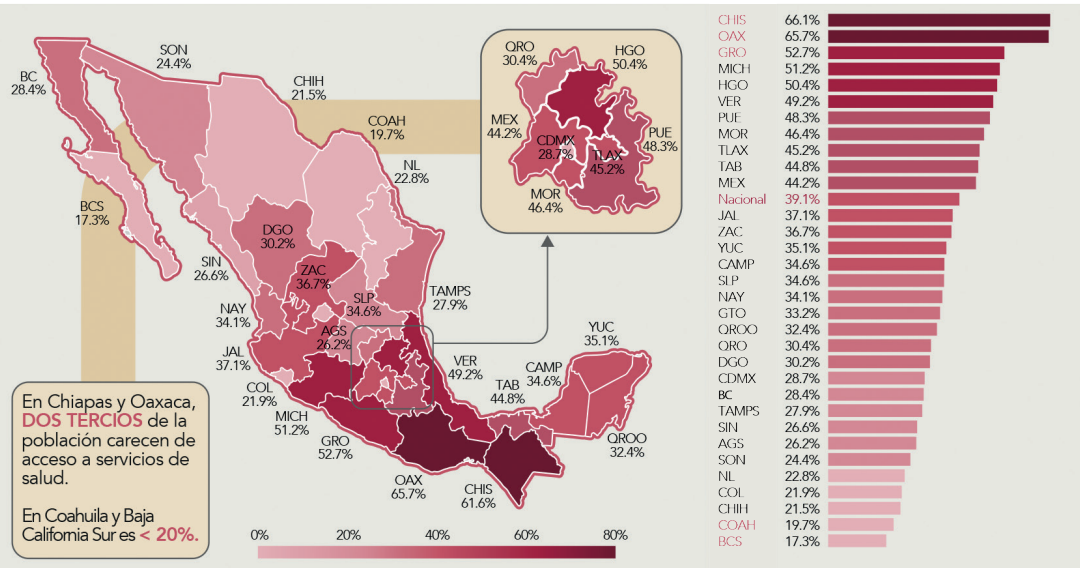 BC
28.4%
SON
24.4%
CHIH
21.5%
COAH
19.7%
NL
22.8%
BCS
17.3%
SIN
26.6%
DGO
30.2%
ZAC
36.7%
SLP
34.6%
TAMPS
27.9%
NAY
34.1%
AGS
26.2%
JAL
37.1%
COL
21.9%
MICH
51.2%
GRO
52.7%
OAX
65.7%
CHIS
61.6%
VER
49.2%
TAB
44.8%
CAMP
34.6%
YUC
35.1%
QROO
32.4%
QRO
30.4%
HGO
50.4%
MEX
44.2%
CDMX
28.7%
TLAX
45.2%
PUE
48.3%
MOR
46.4%
En Chiapas y Oaxaca,
DOS TERCIOS de la
población carecen de
acceso a servicios de
salud.
En Coahuila y Baja
California Sur es < 20%.
0% 20% 40% 60% 80%
CHIS 66.1%
OAX 65.7%
GRO 52.7%
MICH 51.2%
HGO 50.4%
VER 49.2%
PUE 48.3%
MOR 46.4%
TLAX 45.2%
TAB 44.8%
MEX 44.2%
Nacional 39.1%
JAL 37.1%
ZAC 36.7%
YUC 35.1%
CAMP 34.6%
SLP 34.6%
NAY 34.1%
GTO 33.2%
QROO 32.4%
QRO 30.4%
DGO 30.2%
CDMX 28.7%
BC 28.4%
TAMPS 27.9%
SIN 26.6%
AGS 26.2%
SON 24.4%
NL 22.8%
COL 21.9%
CHIH 21.5%
COAH 19.7%
BCS 17.3%